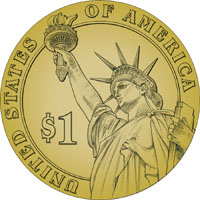 UNITED STATES OF AMERICA
$1